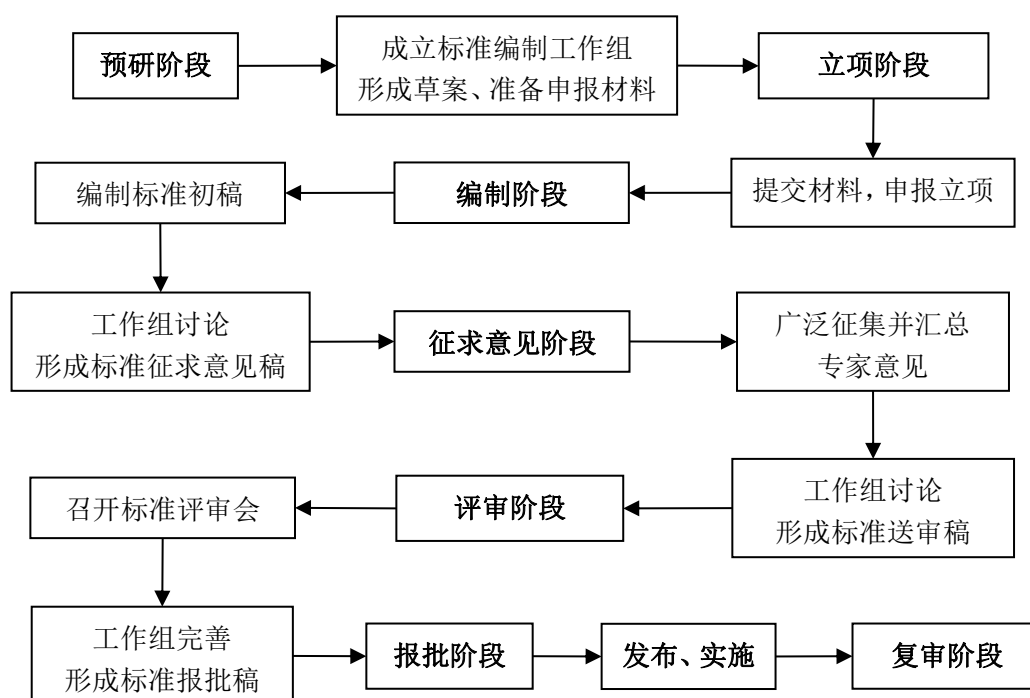 预研阶段
成立标准编制工作组
形成草案、准备申报材料
立项阶段
提交材料，申报立项
编制阶段
编制标准初稿
工作组讨论
形成标准征求意见稿
征求意见阶段
广泛征集并汇总
专家意见
工作组讨论
形成标准送审稿
评审阶段
召开标准评审会
工作组完善
形成标准报批稿
报批阶段
发布、实施
复审阶段